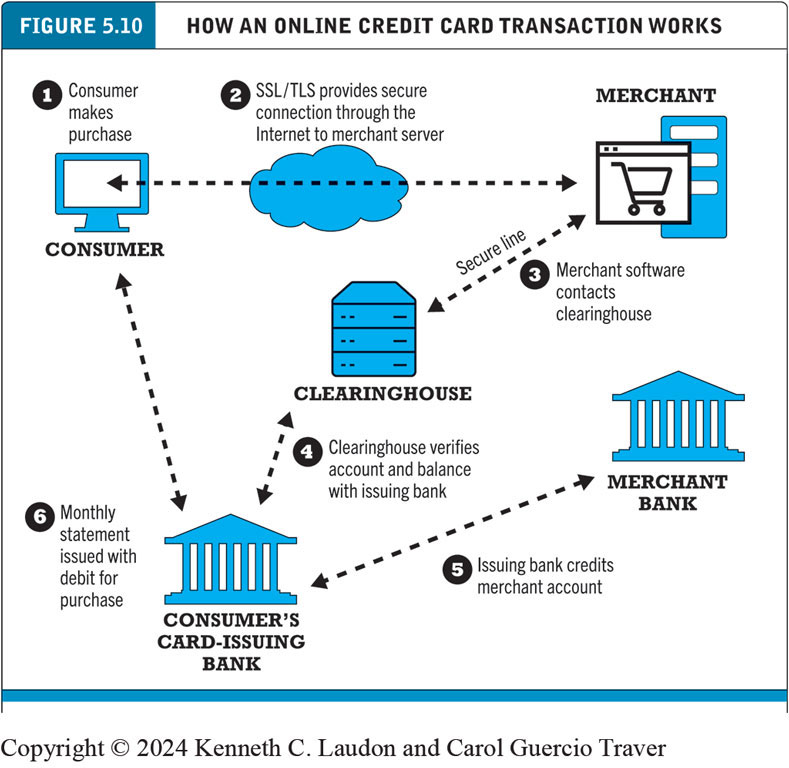 FIGURE 5.10
HOW AN ONLINE CREDIT CARD TRANSACTION WORKS
1 Consumer
makes
purchase
2 SSL/TLS provides secure
connection through the
Internet to merchant server
MERCHANT
CONSUMER
Secure line
3 Merchant software
contacts
clearinghouse
CLEARINGHOUSE
4 Clearinghouse verifies
account and balance
with issuing bank
MERCHANT
BANK
6 Monthly
statement
issued with
debit for
purchase
5 Issuing bank credits
merchant account
CONSUMER'S
CARD-ISSUING
BANK
Copyright © 2024 Kenneth C. Laudon and Carol Guercio Traver